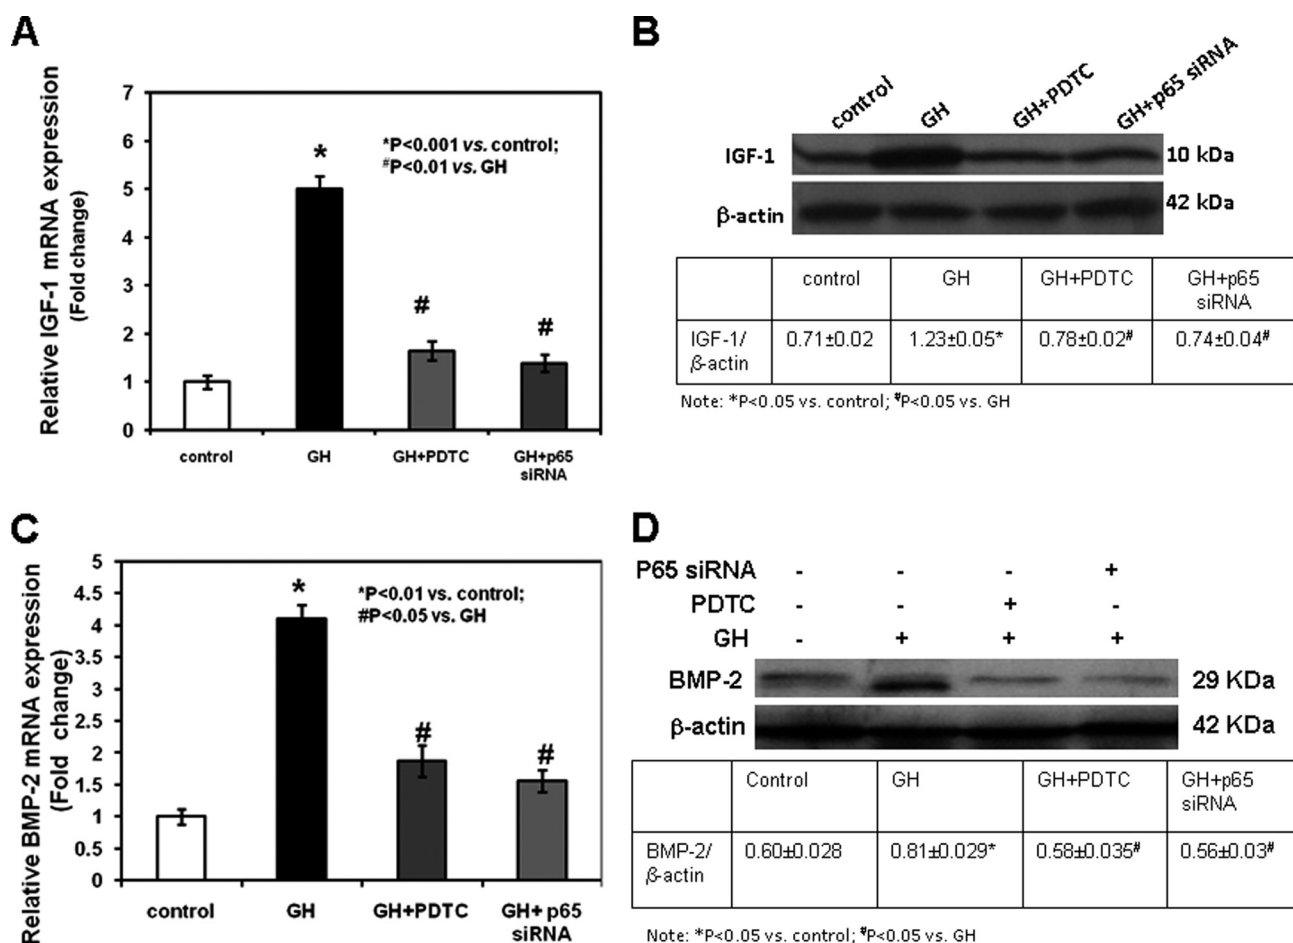 A
Relative IGF-1 mRNA expression
(Fold change)
7
6
5
4
3
2
1
0
*P<0.001 vs. control;
#P<0.01 vs. GH
*
#
#
control
GH
GH+PDTC
GH+p65
siRNA
B
control
GH
GH+PDTC
GH+p65 siRNA
IGF-1
10 kDa
β-actin
42 kDa
control GH GH+PDTC GH+p65
siRNA
IGF-1/ 0.71±0.02 1.23±0.05* 0.78±0.02# 0.74±0.04#
β-actin
Note: *P<0.05 vs. control; #P<0.05 vs. GH
C
Relative BMP-2 mRNA expression
(Fold change)
5
4.5
4
3.5
3
2.5
2
1.5
1
0.5
0
*P<0.01 vs. control;
#P<0.05 vs. GH
*
#
#
control
GH
GH+PDTC
GH+ p65
siRNA
D
P65 siRNA - - - +
PDTC - - + -
GH - + + +
BMP-2
29 KDa
β-actin
42 KDa
Control GH GH+PDTC GH+p65
siRNA
BMP-2/ 0.60±0.028 0.81±0.029* 0.58±0.035# 0.56±0.03#
β-actin
Note: *P<0.05 vs. control; #P<0.05 vs. GH